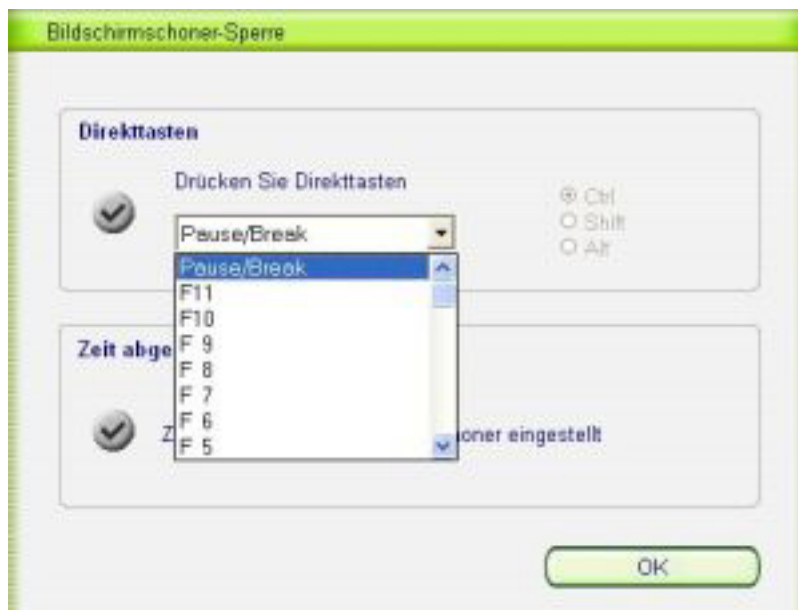 Bildschirmschoner-Sperre
Direkttasten
Drücken Sie Direkttasten
Pause/Break
Ctrl
Shift
Alt
Pause/Break
F11
F10
F 9
F 8
F 7
F 6
F 5
Zeit abge
Z
oner eingestellt
OK